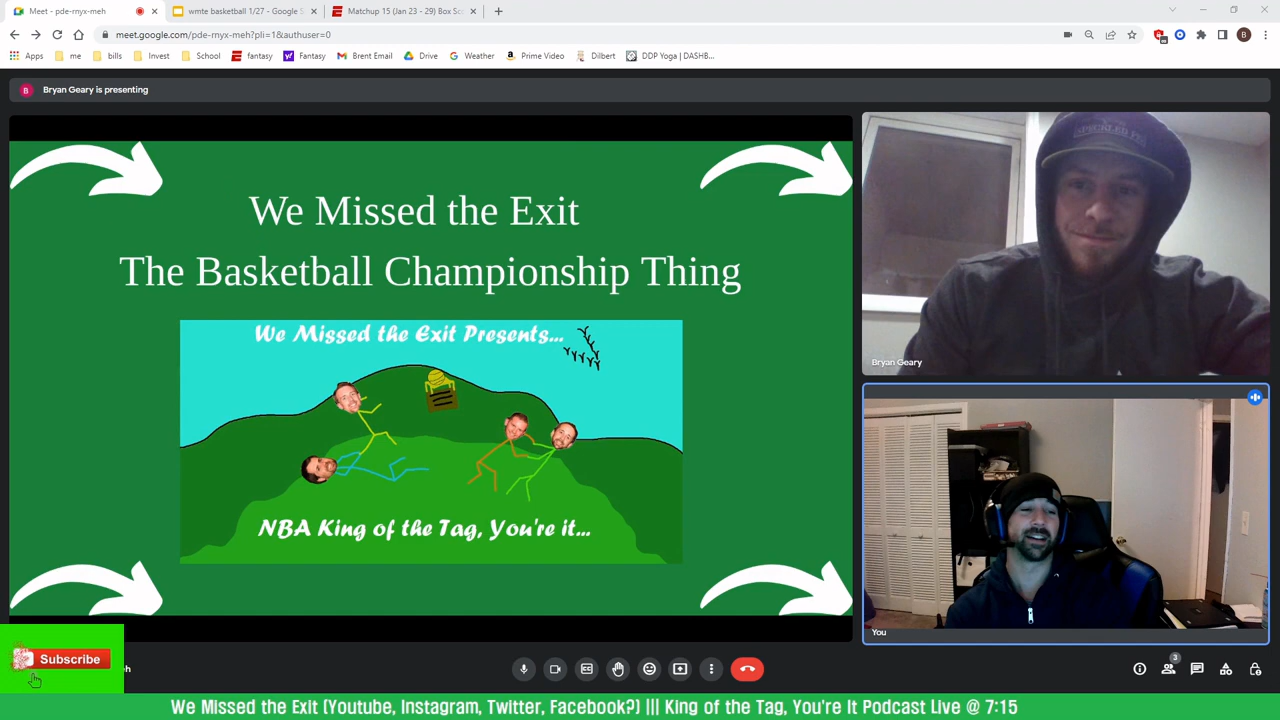 Meet - pde-rnyx-meh
wmte basketball 1/27 - Google S
Matchup 15 (Jan 23 - 29) Box Sc
meet.google.com/pde-rnyx-meh?pli=1&authuser=0
B
Apps
me
bills
Invest
School
fantasy
Fantasy
Brent Email
Drive
Weather
Prime Video
Dilbert
DDP Yoga | DASHB...
B
Bryan Geary is presenting
We Missed the Exit
The Basketball Championship Thing
We Missed the Exit Presents...
NBA King of the Tag, You're it...
Bryan Geary
You
Subscribe
h
3
We Missed the Exit (Youtube, Instagram, Twitter, Facebook?) ||| King of the Tag, You're It Podcast Live @ 7:15